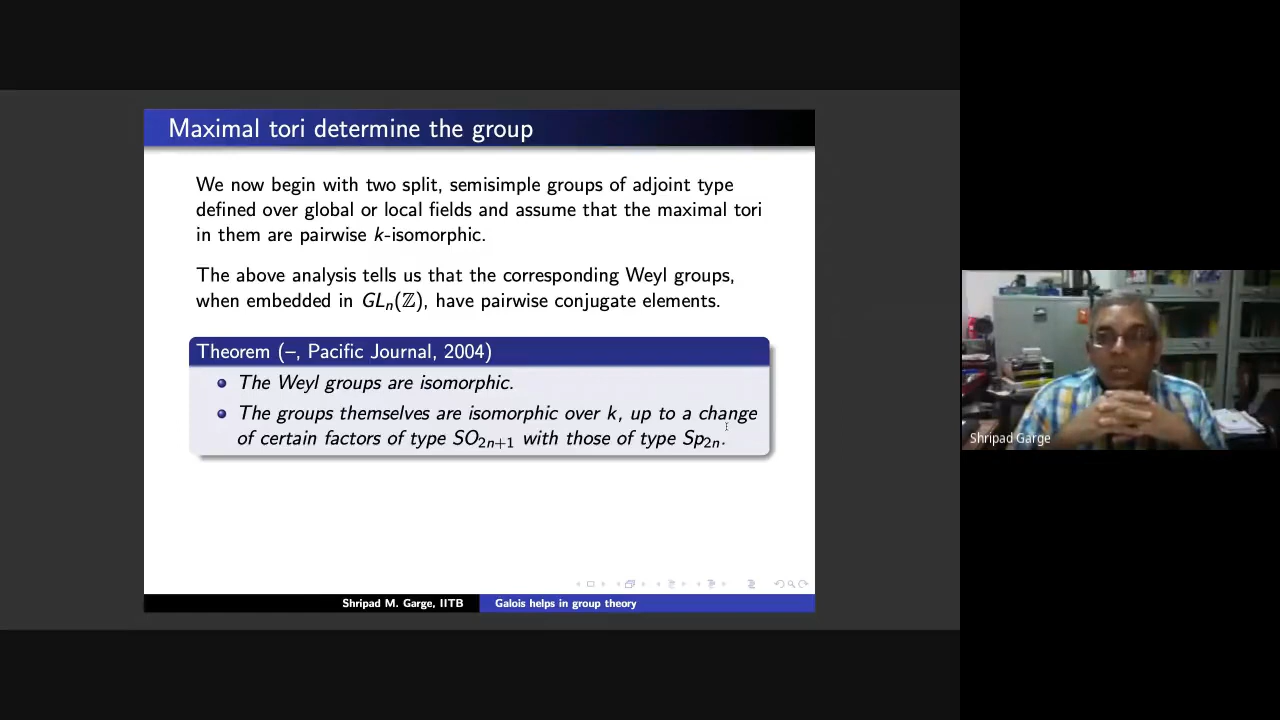 Maximal tori determine the group
We now begin with two split, semisimple groups of adjoint type
defined over global or local fields and assume that the maximal tori
in them are pairwise k-isomorphic.
The above analysis tells us that the corresponding Weyl groups,
when embedded in GLₙ(ℤ), have pairwise conjugate elements.
Theorem (–, Pacific Journal, 2004)
The Weyl groups are isomorphic.
The groups themselves are isomorphic over k, up to a change
of certain factors of type SO₂ₙ₊₁ with those of type Sp₂ₙ.
Shripad M. Garge, IITB
Galois helps in group theory
Shripad Garge